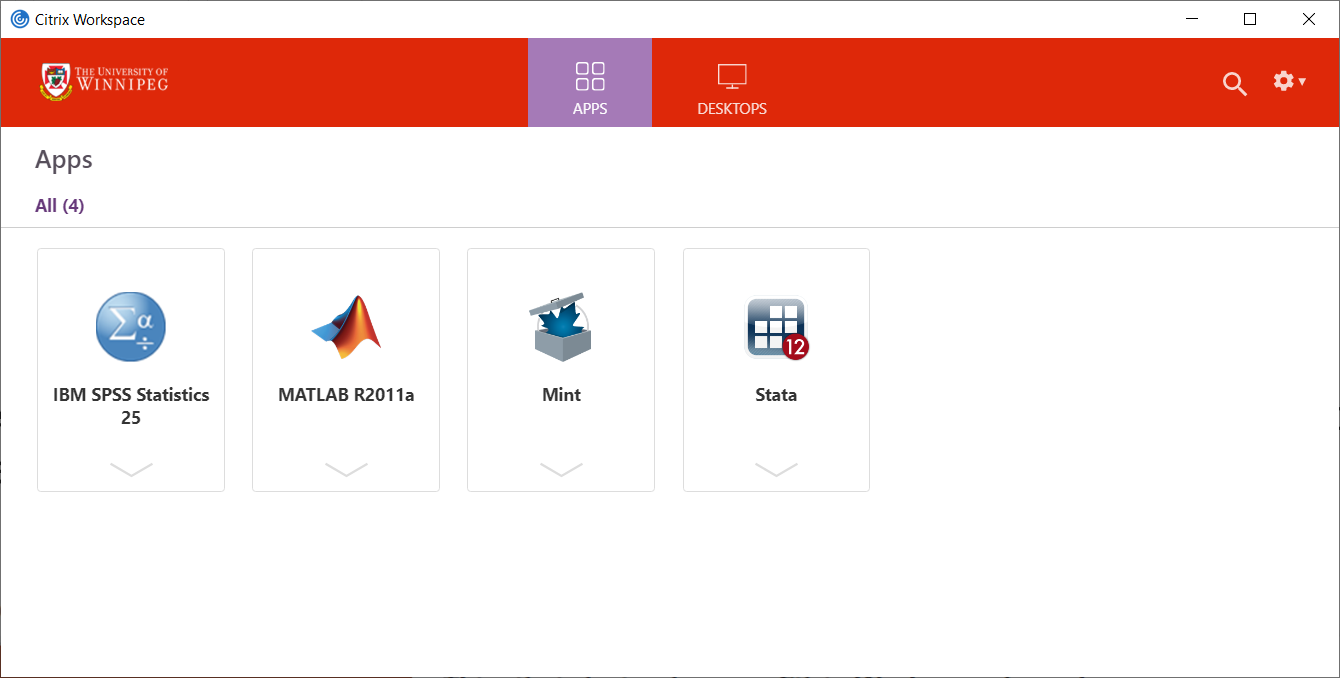 Citrix Workspace
THE UNIVERSITY OF
WINNIPEG
APPS
DESKTOPS
Apps
All (4)
IBM SPSS Statistics
25
MATLAB R2011a
Mint
Stata
Σα
÷
12